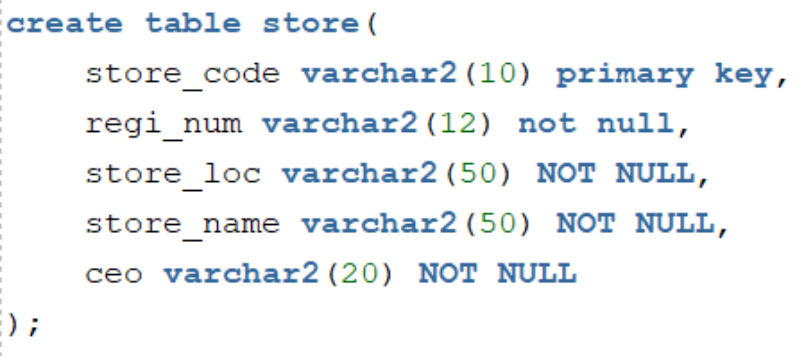 create table store(
    store_code varchar2(10) primary key,
    regi_num varchar2(12) not null,
    store_loc varchar2(50) NOT NULL,
    store_name varchar2(50) NOT NULL,
    ceo varchar2(20) NOT NULL
);